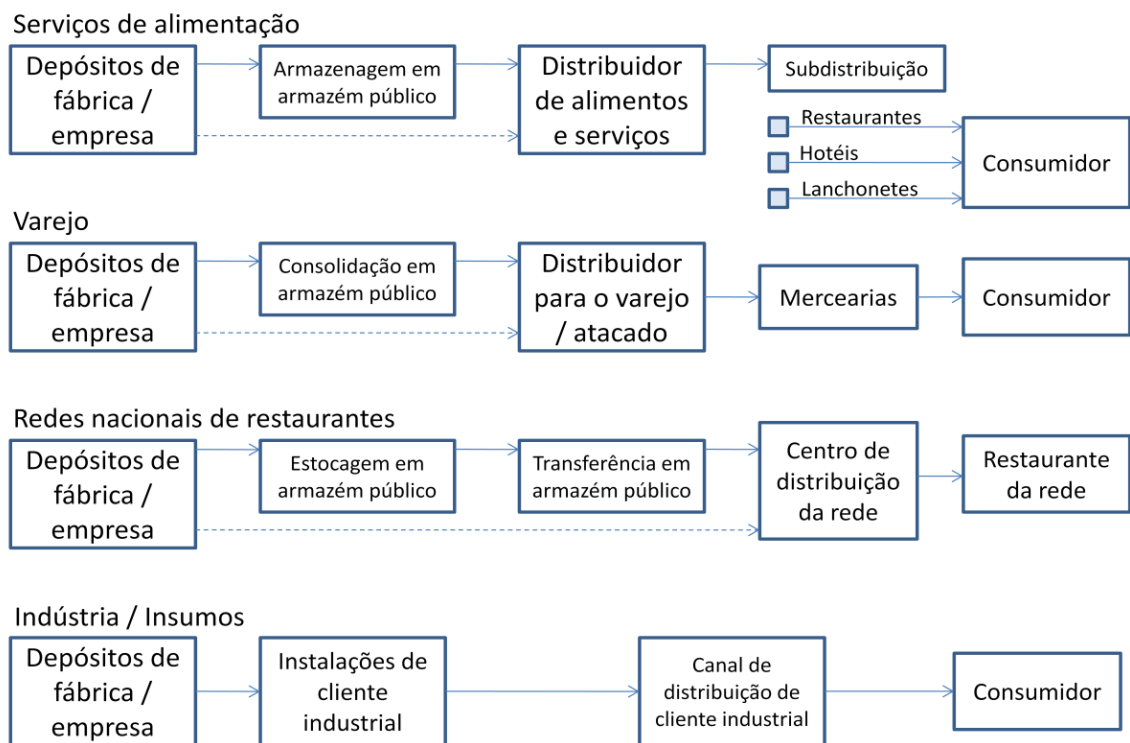 Serviços de alimentação
Depósitos de
fábrica /
empresa
Armazenagem em
armazém público
Distribuidor
de alimentos
e serviços
Subdistribuição
Restaurantes
Hotéis
Lanchonetes
Consumidor
Varejo
Depósitos de
fábrica /
empresa
Consolidação em
armazém público
Distribuidor
para o varejo
/ atacado
Mercearias
Consumidor
Redes nacionais de restaurantes
Depósitos de
fábrica /
empresa
Estocagem em
armazém público
Transferência em
armazém público
Centro de
distribuição
da rede
Restaurante
da rede
Indústria / Insumos
Depósitos de
fábrica /
empresa
Instalações de
cliente
industrial
Canal de
distribuição de
cliente industrial
Consumidor